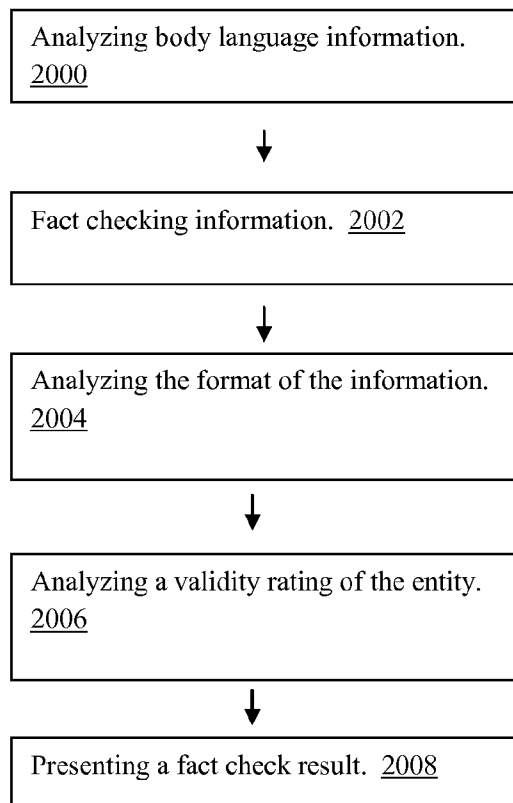 Analyzing body language information.
2000
Fact checking information. 2002
Analyzing the format of the information.
2004
Analyzing a validity rating of the entity.
2006
Presenting a fact check result. 2008